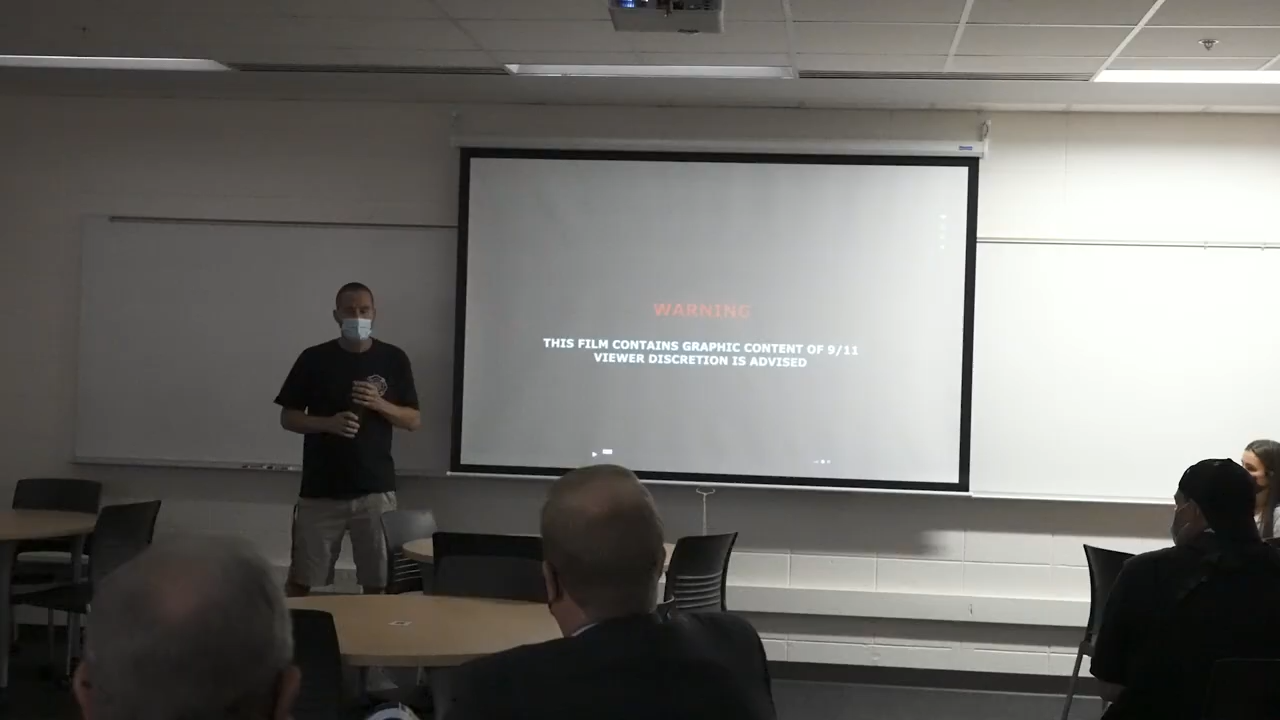 WARNING
THIS FILM CONTAINS GRAPHIC CONTENT OF 9/11
VIEWER DISCRETION IS ADVISED